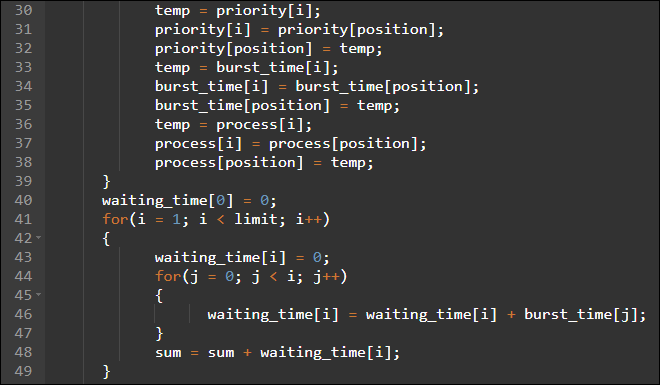 30 temp = priority[i];
31 priority[i] = priority[position];
32 priority[position] = temp;
33 temp = burst_time[i];
34 burst_time[i] = burst_time[position];
35 burst_time[position] = temp;
36 temp = process[i];
37 process[i] = process[position];
38 process[position] = temp;
39 }
40 waiting_time[0] = 0;
41 for(i = 1; i < limit; i++)
42 {
43 waiting_time[i] = 0;
44 for(j = 0; j < i; j++)
45 {
46 waiting_time[i] = waiting_time[i] + burst_time[j];
47 }
48 sum = sum + waiting_time[i];
49 }